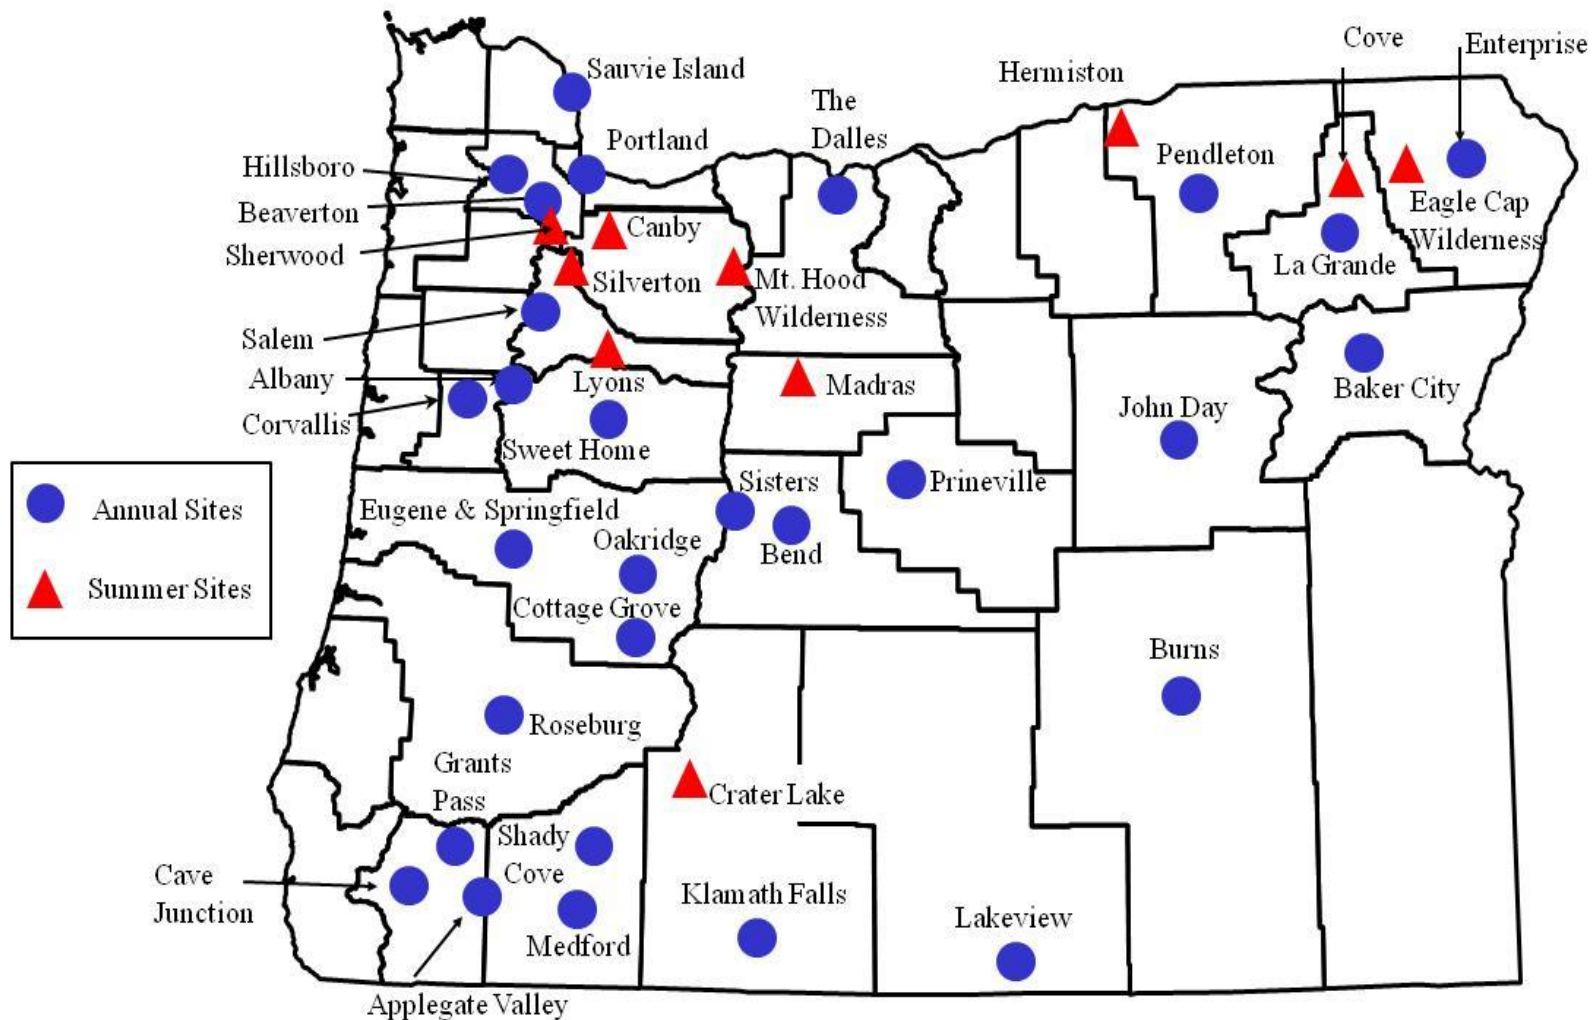 Cove
Enterprise
Sauvie Island
Hermiston
The
Dalles
Portland
Hillsboro
Pendleton
Beaverton
Eagle Cap
Wilderness
Sherwood
Canby
La Grande
Silverton
Mt. Hood
Wilderness
Salem
Albany
Lyons
Madras
Baker City
Corvallis
John Day
Sweet Home
Sisters
Prineville
Annual Sites
Eugene & Springfield
Oakridge
Bend
Summer Sites
Cottage Grove
Burns
Roseburg
Grants
Pass
Crater Lake
Shady
Cove
Cave
Junction
Klamath Falls
Lakeview
Medford
Applegate Valley